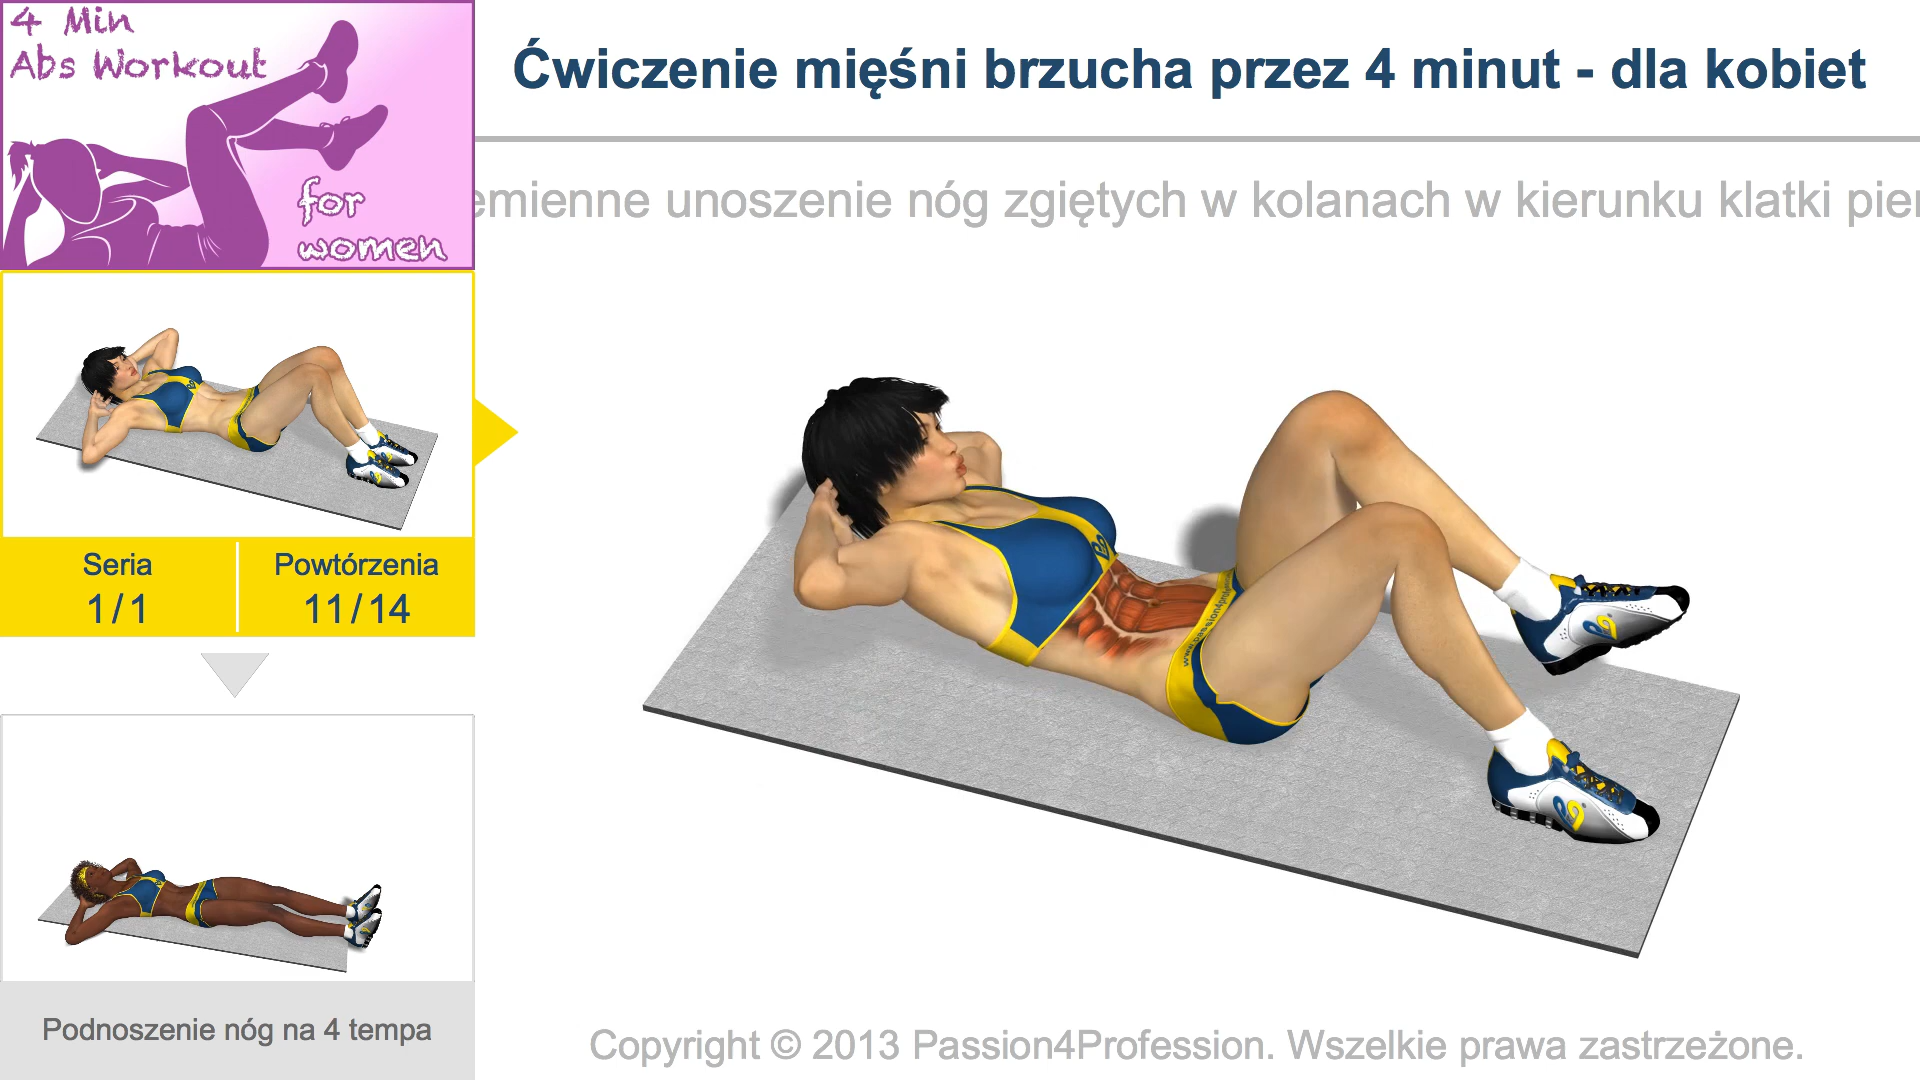 4 Min
Abs Workout
for
women
Ćwiczenie mięśni brzucha przez 4 minut - dla kobiet
emienne unoszenie nóg zgiętych w kolanach w kierunku klatki pier
Seria
1/1
Powtórzenia
11/14
Podnoszenie nóg na 4 tempa
Copyright © 2013 Passion4Profession. Wszelkie prawa zastrzeżone.